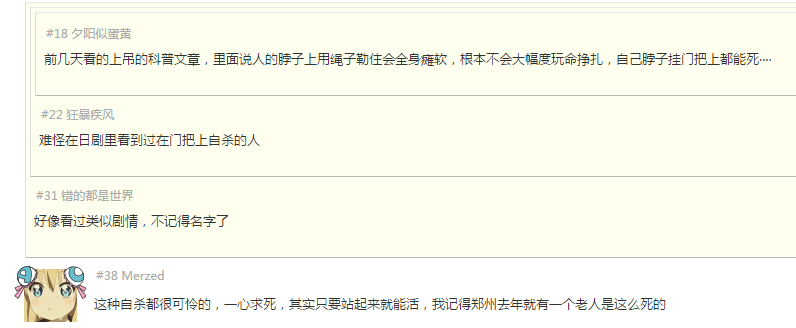 #18 夕阳似蛋黄
前几天看的上吊的科普文章，里面说人的脖子上用绳子勒住会全身瘫软，根本不会大幅度玩命挣扎，自己脖子挂门把上都能死····
#22 狂暴疾风
难怪在日剧里看到过在门把上自杀的人
#31 错的都是世界
好像看过类似剧情，不记得名字了
#38 Merzed
这种自杀都很可怜的，一心求死，其实只要站起来就能活，我记得郑州去年就有一个老人是这么死的